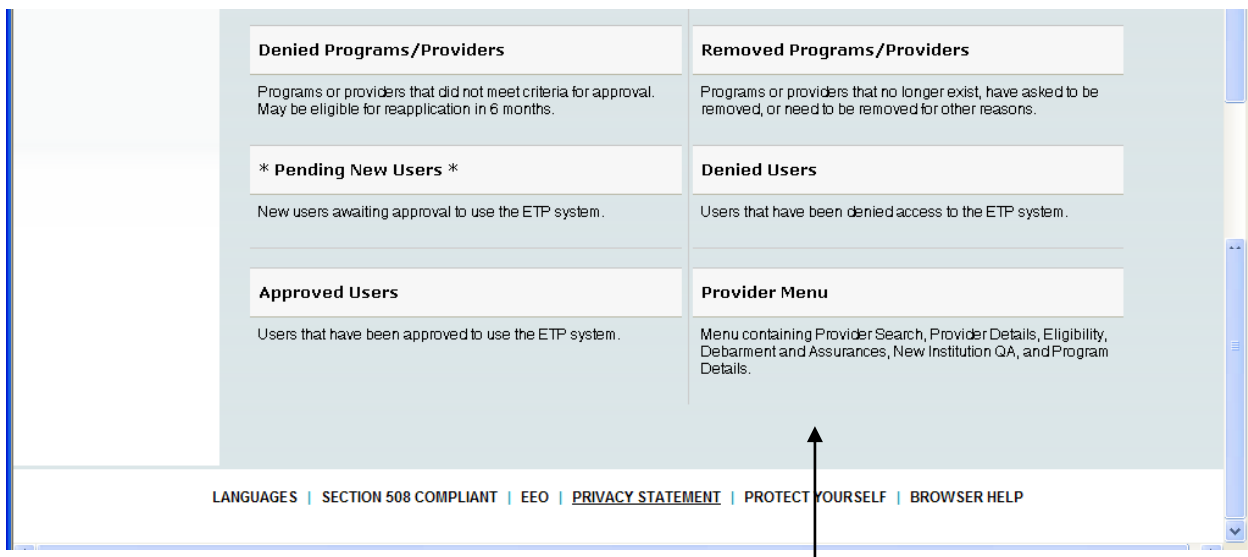 Denied Programs/Providers
Programs or providers that did not meet criteria for approval.
May be eligible for reapplication in 6 months.
Removed Programs/Providers
Programs or providers that no longer exist, have asked to be
removed, or need to be removed for other reasons.
* Pending New Users *
New users awaiting approval to use the ETP system.
Denied Users
Users that have been denied access to the ETP system.
Approved Users
Users that have been approved to use the ETP system.
Provider Menu
Menu containing Provider Search, Provider Details, Eligibility,
Debarment and Assurances, New Institution QA, and Program
Details.
LANGUAGES | SECTION 508 COMPLIANT | EEO | PRIVACY STATEMENT | PROTECT YOURSELF | BROWSER HELP